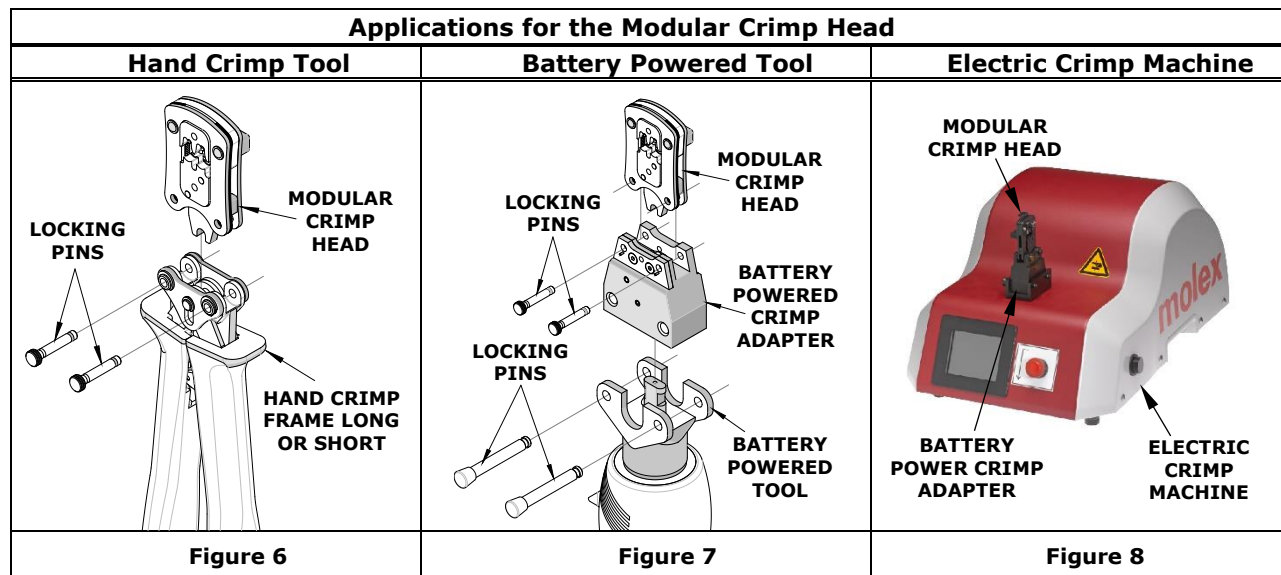 Applications for the Modular Crimp Head
Hand Crimp Tool
Battery Powered Tool
Electric Crimp Machine
MODULAR
CRIMP
HEAD
LOCKING
PINS
HAND CRIMP
FRAME LONG
OR SHORT
MODULAR
CRIMP
HEAD
LOCKING
PINS
BATTERY
POWERED
CRIMP
ADAPTER
LOCKING
PINS
BATTERY
POWERED
TOOL
MODULAR
CRIMP HEAD
molex
BATTERY
POWER CRIMP
ADAPTER
ELECTRIC
CRIMP
MACHINE
Figure 6
Figure 7
Figure 8